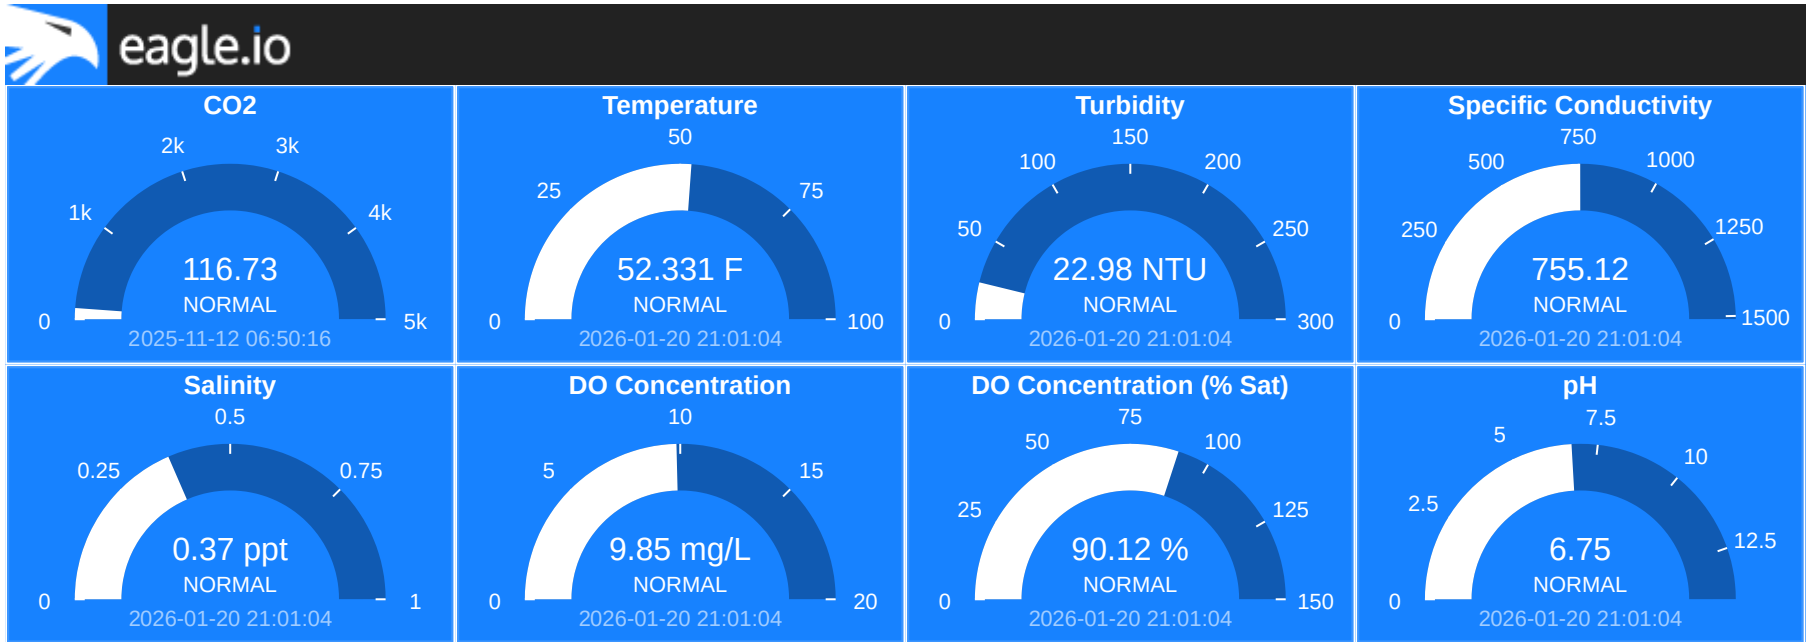 eagle.io
CO2
0
1k
2k
3k
4k
5k
116.73
NORMAL
2025-11-12 06:50:16
Temperature
0
25
50
75
100
52.331 F
NORMAL
2026-01-20 21:01:04
Turbidity
0
50
100
150
200
250
300
22.98 NTU
NORMAL
2026-01-20 21:01:04
Specific Conductivity
0
250
500
750
1000
1250
1500
755.12
NORMAL
2026-01-20 21:01:04
Salinity
0
0.25
0.5
0.75
1
0.37 ppt
NORMAL
2026-01-20 21:01:04
DO Concentration
0
5
10
15
20
9.85 mg/L
NORMAL
2026-01-20 21:01:04
DO Concentration (% Sat)
0
25
50
75
100
125
150
90.12 %
NORMAL
2026-01-20 21:01:04
pH
0
2.5
5
7.5
10
12.5
6.75
NORMAL
2026-01-20 21:01:04